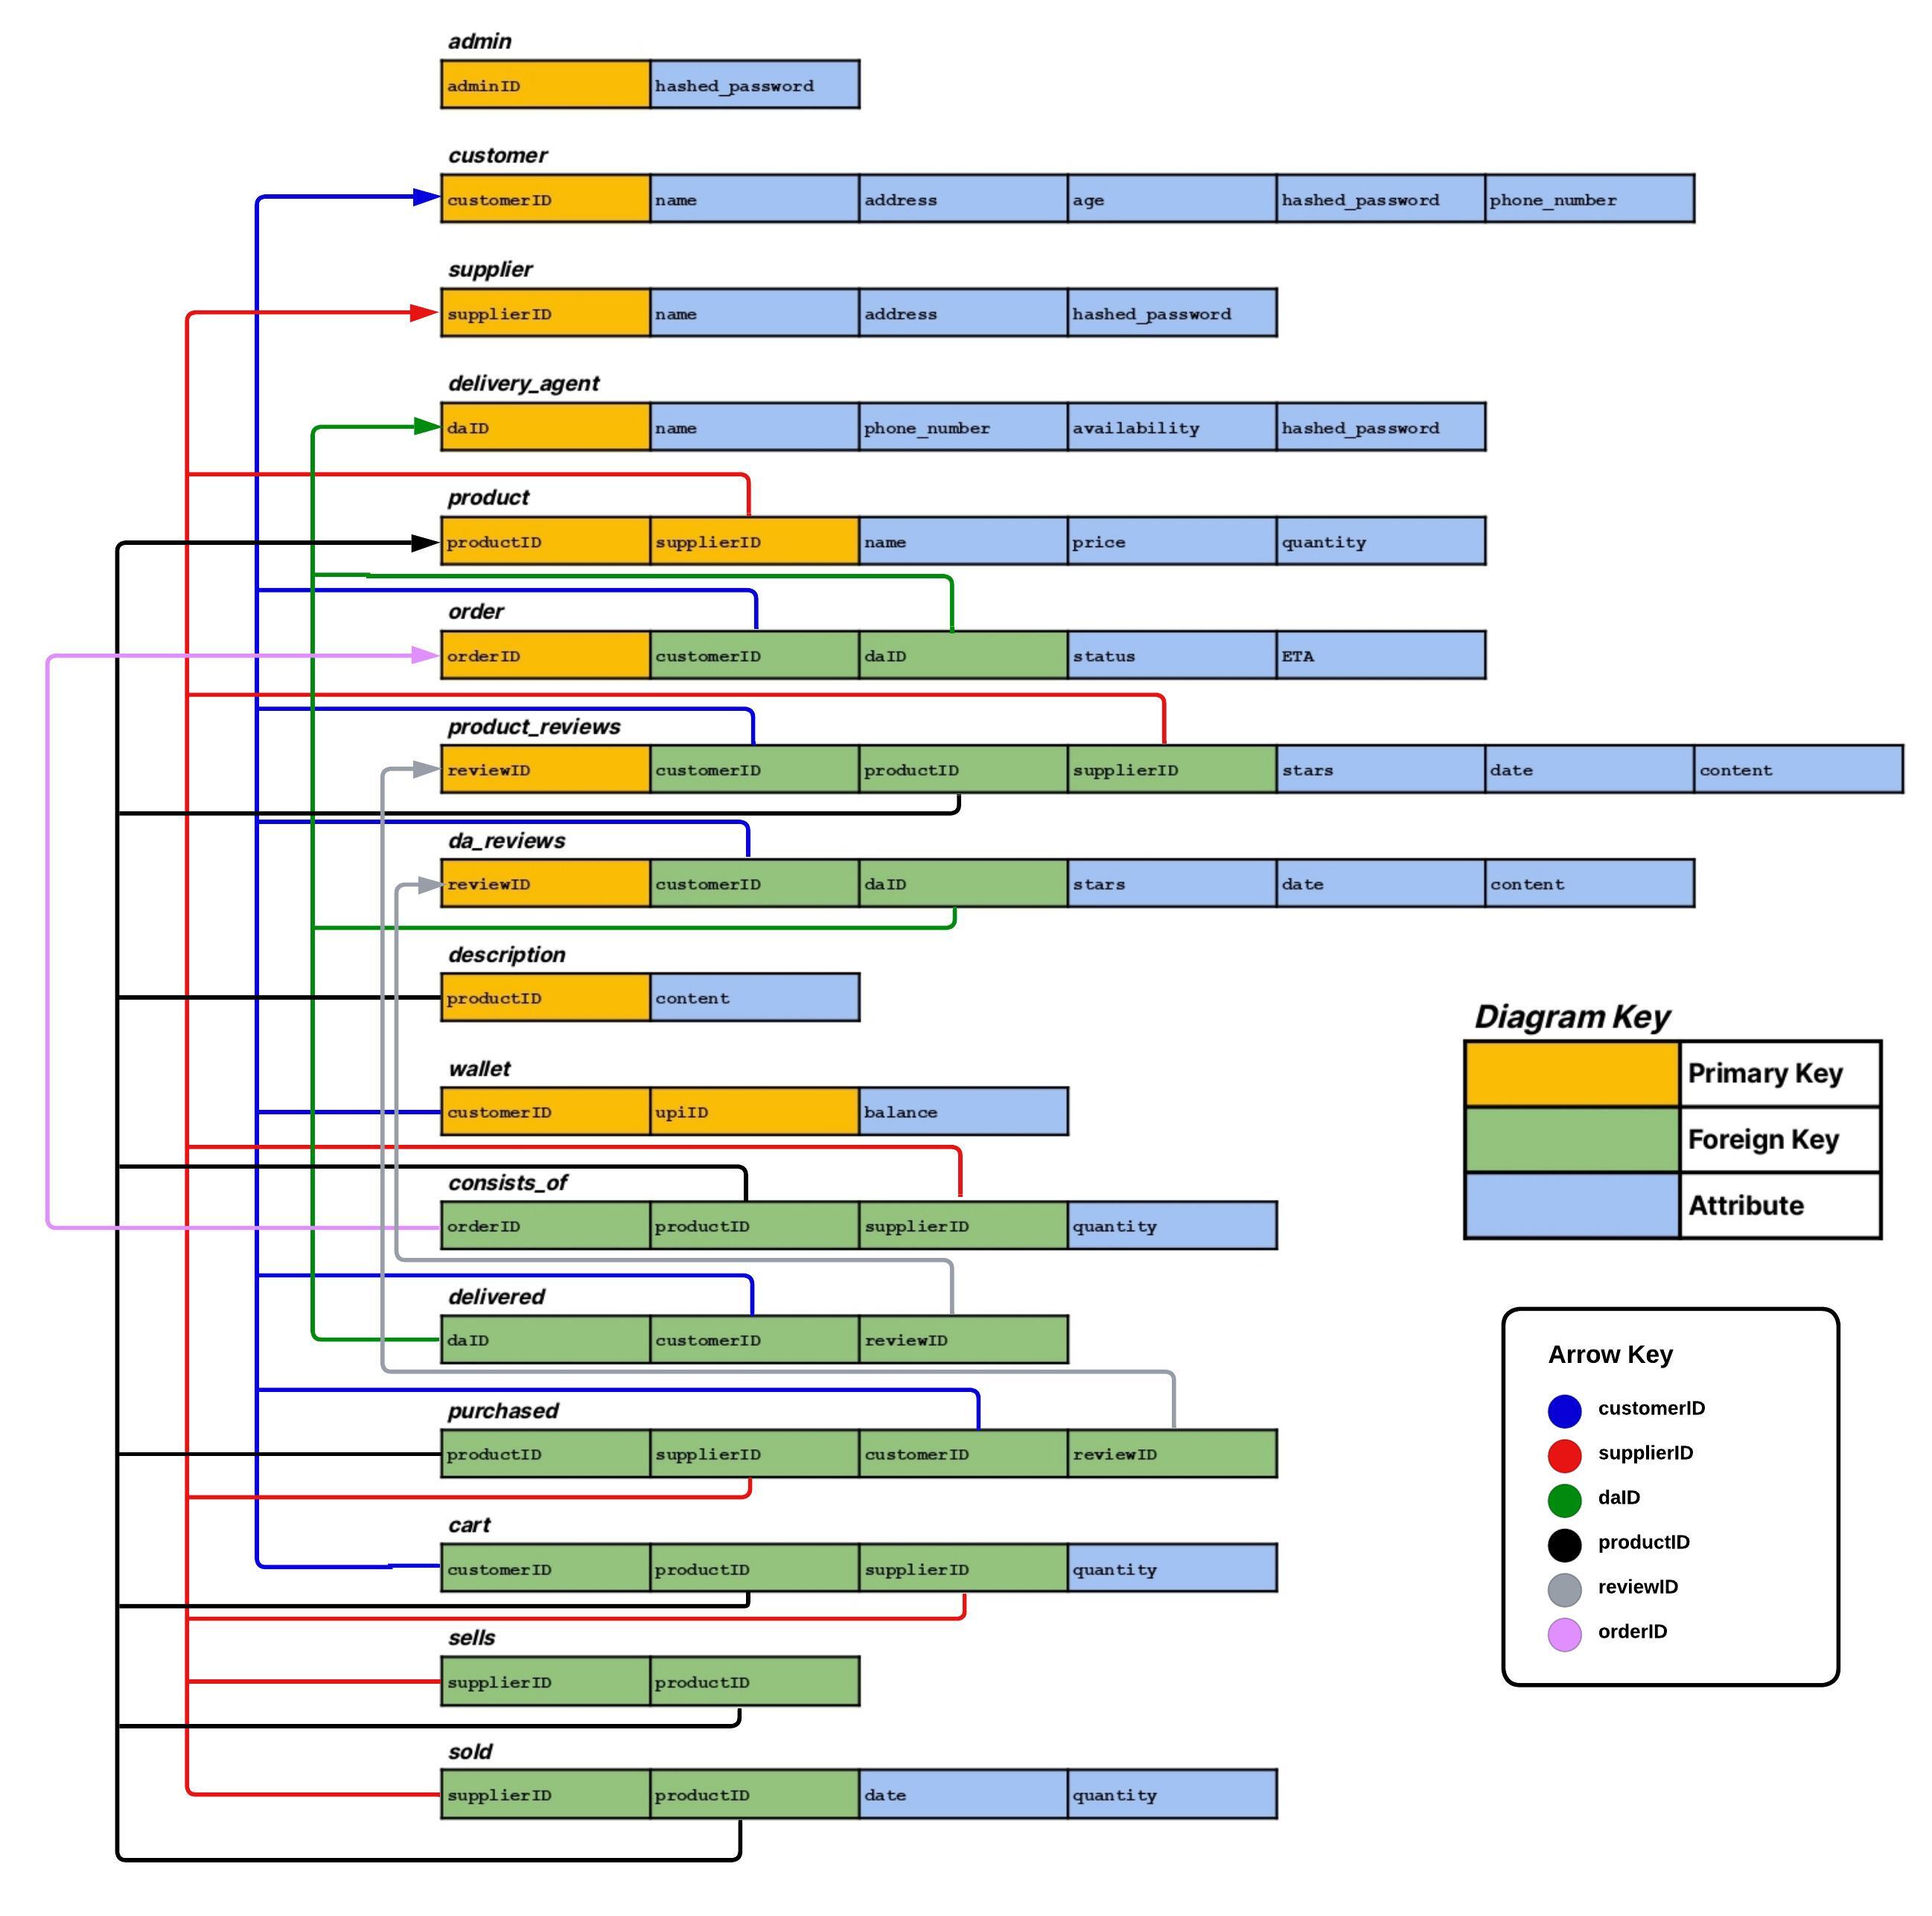 admin
adminID hashed_password
customer
customerID name address age hashed_password phone_number
supplier
supplierID name address hashed_password
delivery_agent
daID name phone_number availability hashed_password
product
productID supplierID name price quantity
order
orderID customerID daID status ETA
product_reviews
reviewID customerID productID supplierID stars date content
da_reviews
reviewID customerID daID stars date content
description
productID content
wallet
customerID upiID balance
consists_of
orderID productID supplierID quantity
delivered
daID customerID reviewID
purchased
productID supplierID customerID reviewID
cart
customerID productID supplierID quantity
sells
supplierID productID
sold
supplierID productID date quantity
Diagram Key
Primary Key
Foreign Key
Attribute
Arrow Key
customerID
supplierID
daID
productID
reviewID
orderID